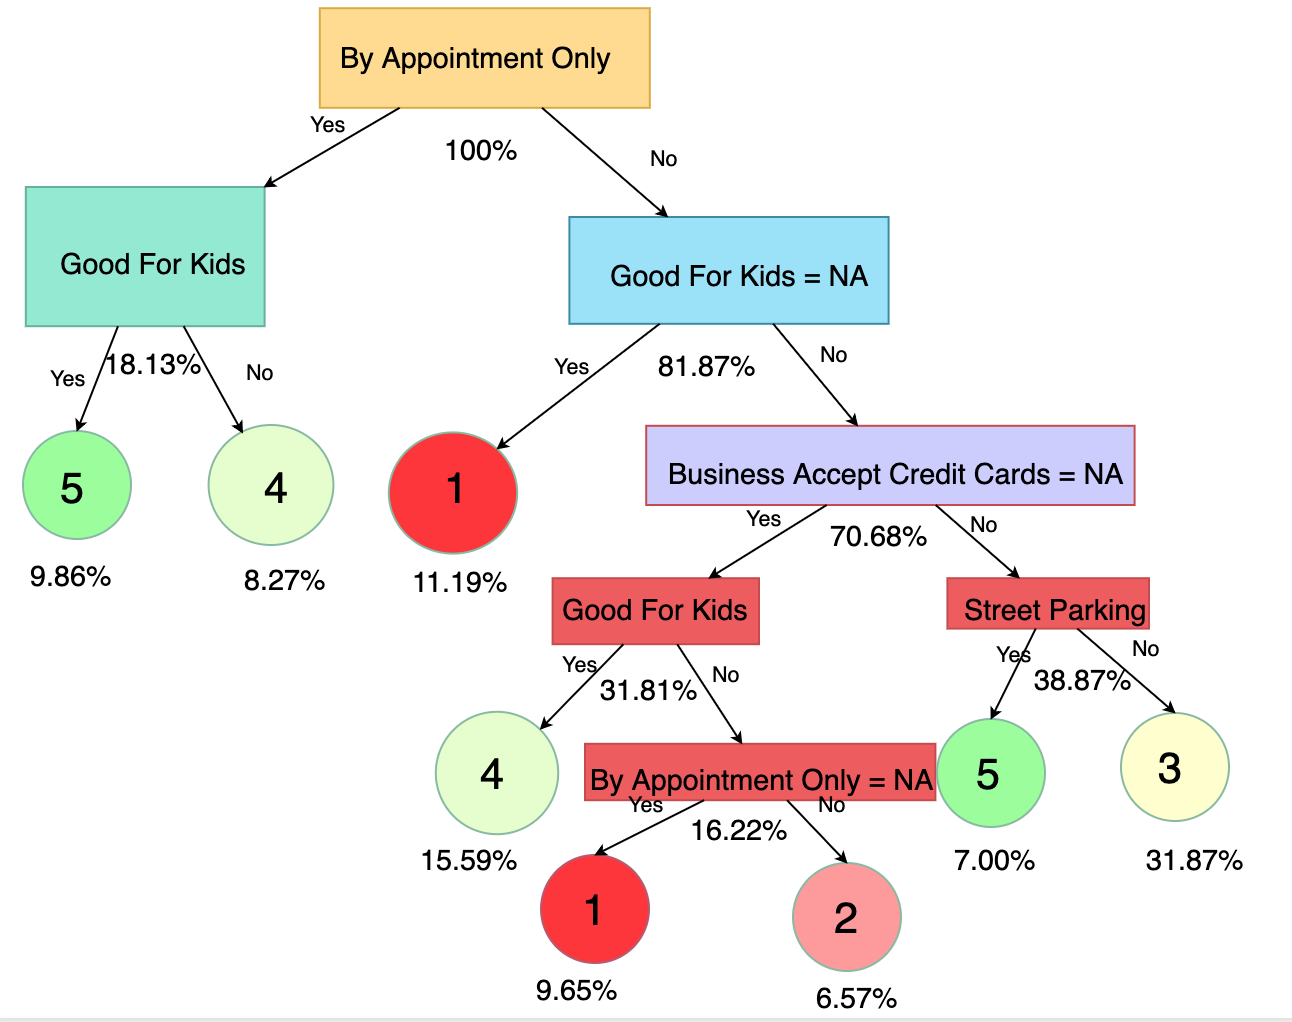 By Appointment Only
Yes
100%
No
Good For Kids
Good For Kids = NA
Yes
18.13%
No
Yes
81.87%
No
5
4
1
Business Accept Credit Cards = NA
9.86%
8.27%
11.19%
Yes
70.68%
No
Good For Kids
Street Parking
Yes
31.81%
No
Yes
38.87%
No
4
By Appointment Only = NA
5
3
Yes
16.22%
No
15.59%
7.00%
31.87%
1
2
9.65%
6.57%